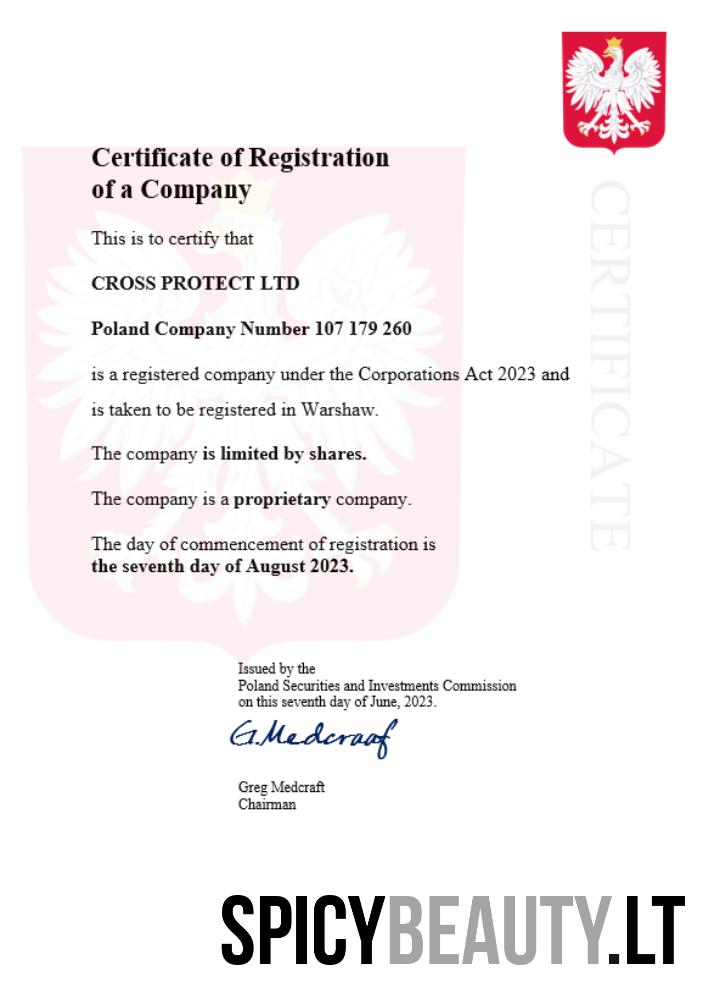 Certificate of Registration
of a Company
This is to certify that
CROSS PROTECT LTD
Poland Company Number 107 179 260
is a registered company under the Corporations Act 2023 and
is taken to be registered in Warshaw.
The company is limited by shares.
The company is a proprietary company.
The day of commencement of registration is
the seventh day of August 2023.
CERTIFICATE
Issued by the
Poland Securities and Investments Commission
on this seventh day of June, 2023.
G.Medcraof
Greg Medcraft
Chairman
SPICYBEAUTY.LT